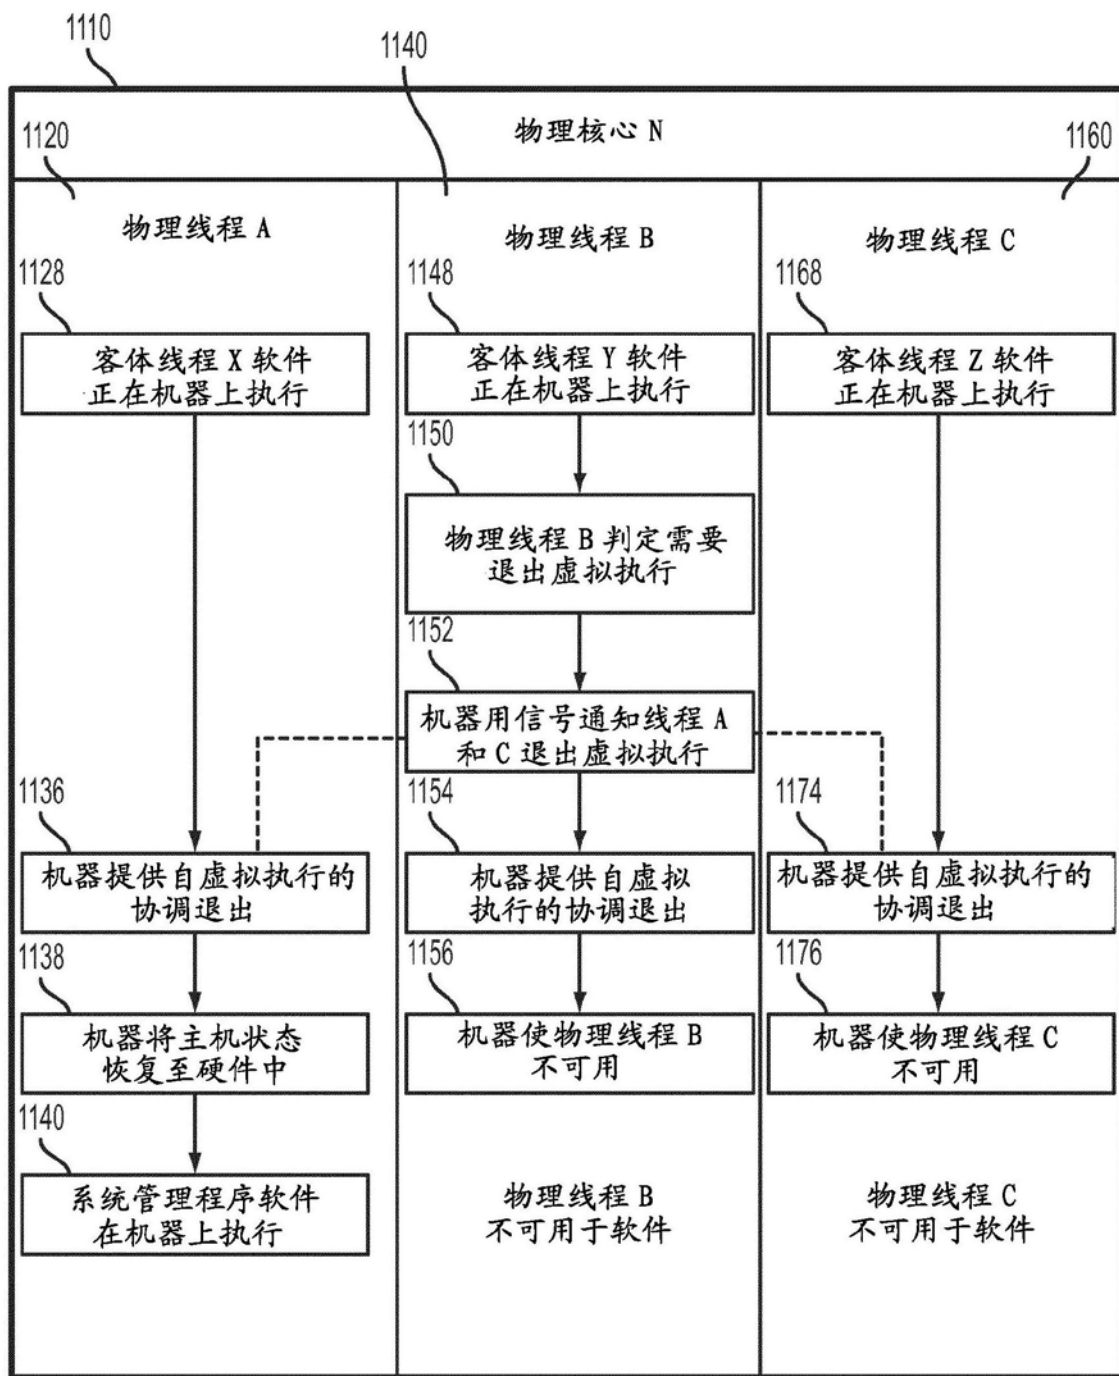 1110
1140
物理核心 N
1120
1160
物理线程 A
物理线程 B
物理线程 C
1128
1148
1168
客体线程 X 软件
正在机器上执行
客体线程 Y 软件
正在机器上执行
客体线程 Z 软件
正在机器上执行
1150
物理线程 B 判定需要
退出虚拟执行
1152
机器用信号通知线程 A
和 C 退出虚拟执行
1136
1154
1174
机器提供自虚拟执行的
协调退出
机器提供自虚拟
执行的协调退出
机器提供自虚拟执行的
协调退出
1138
1156
1176
机器将主机状态
恢复至硬件中
机器使物理线程 B
不可用
机器使物理线程 C
不可用
1140
系统管理程序软件
在机器上执行
物理线程 B
不可用于软件
物理线程 C
不可用于软件